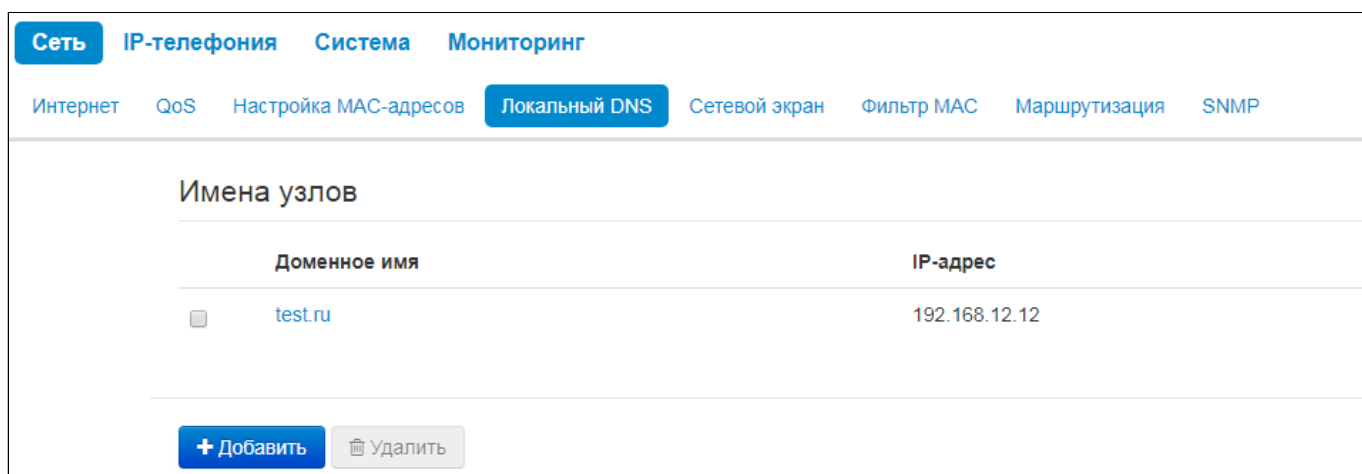 Сеть IP-телефония Система Мониторинг
Интернет QoS Настройка MAC-адресов Локальный DNS Сетевой экран Фильтр MAC Маршрутизация SNMP
Имена узлов
Доменное имя IP-адрес
test.ru 192.168.12.12
+ Добавить Удалить